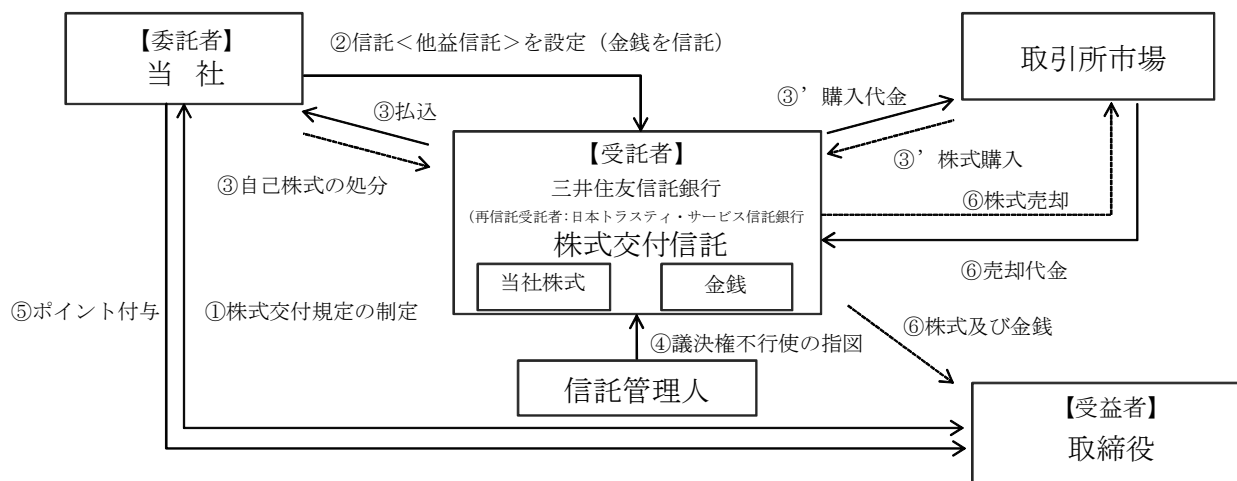 【委託者】
当 社
②信託＜他益信託＞を設定（金銭を信託）
取引所市場
③払込
③’購入代金
【受託者】
③’株式購入
③自己株式の処分
三井住友信託銀行
(再信託受託者:日本トラスティ・サービス信託銀行
⑥株式売却
株式交付信託
当社株式
金銭
⑥売却代金
⑤ポイント付与
①株式交付規定の制定
⑥株式及び金銭
④議決権不行使の指図
信託管理人
【受益者】
取締役